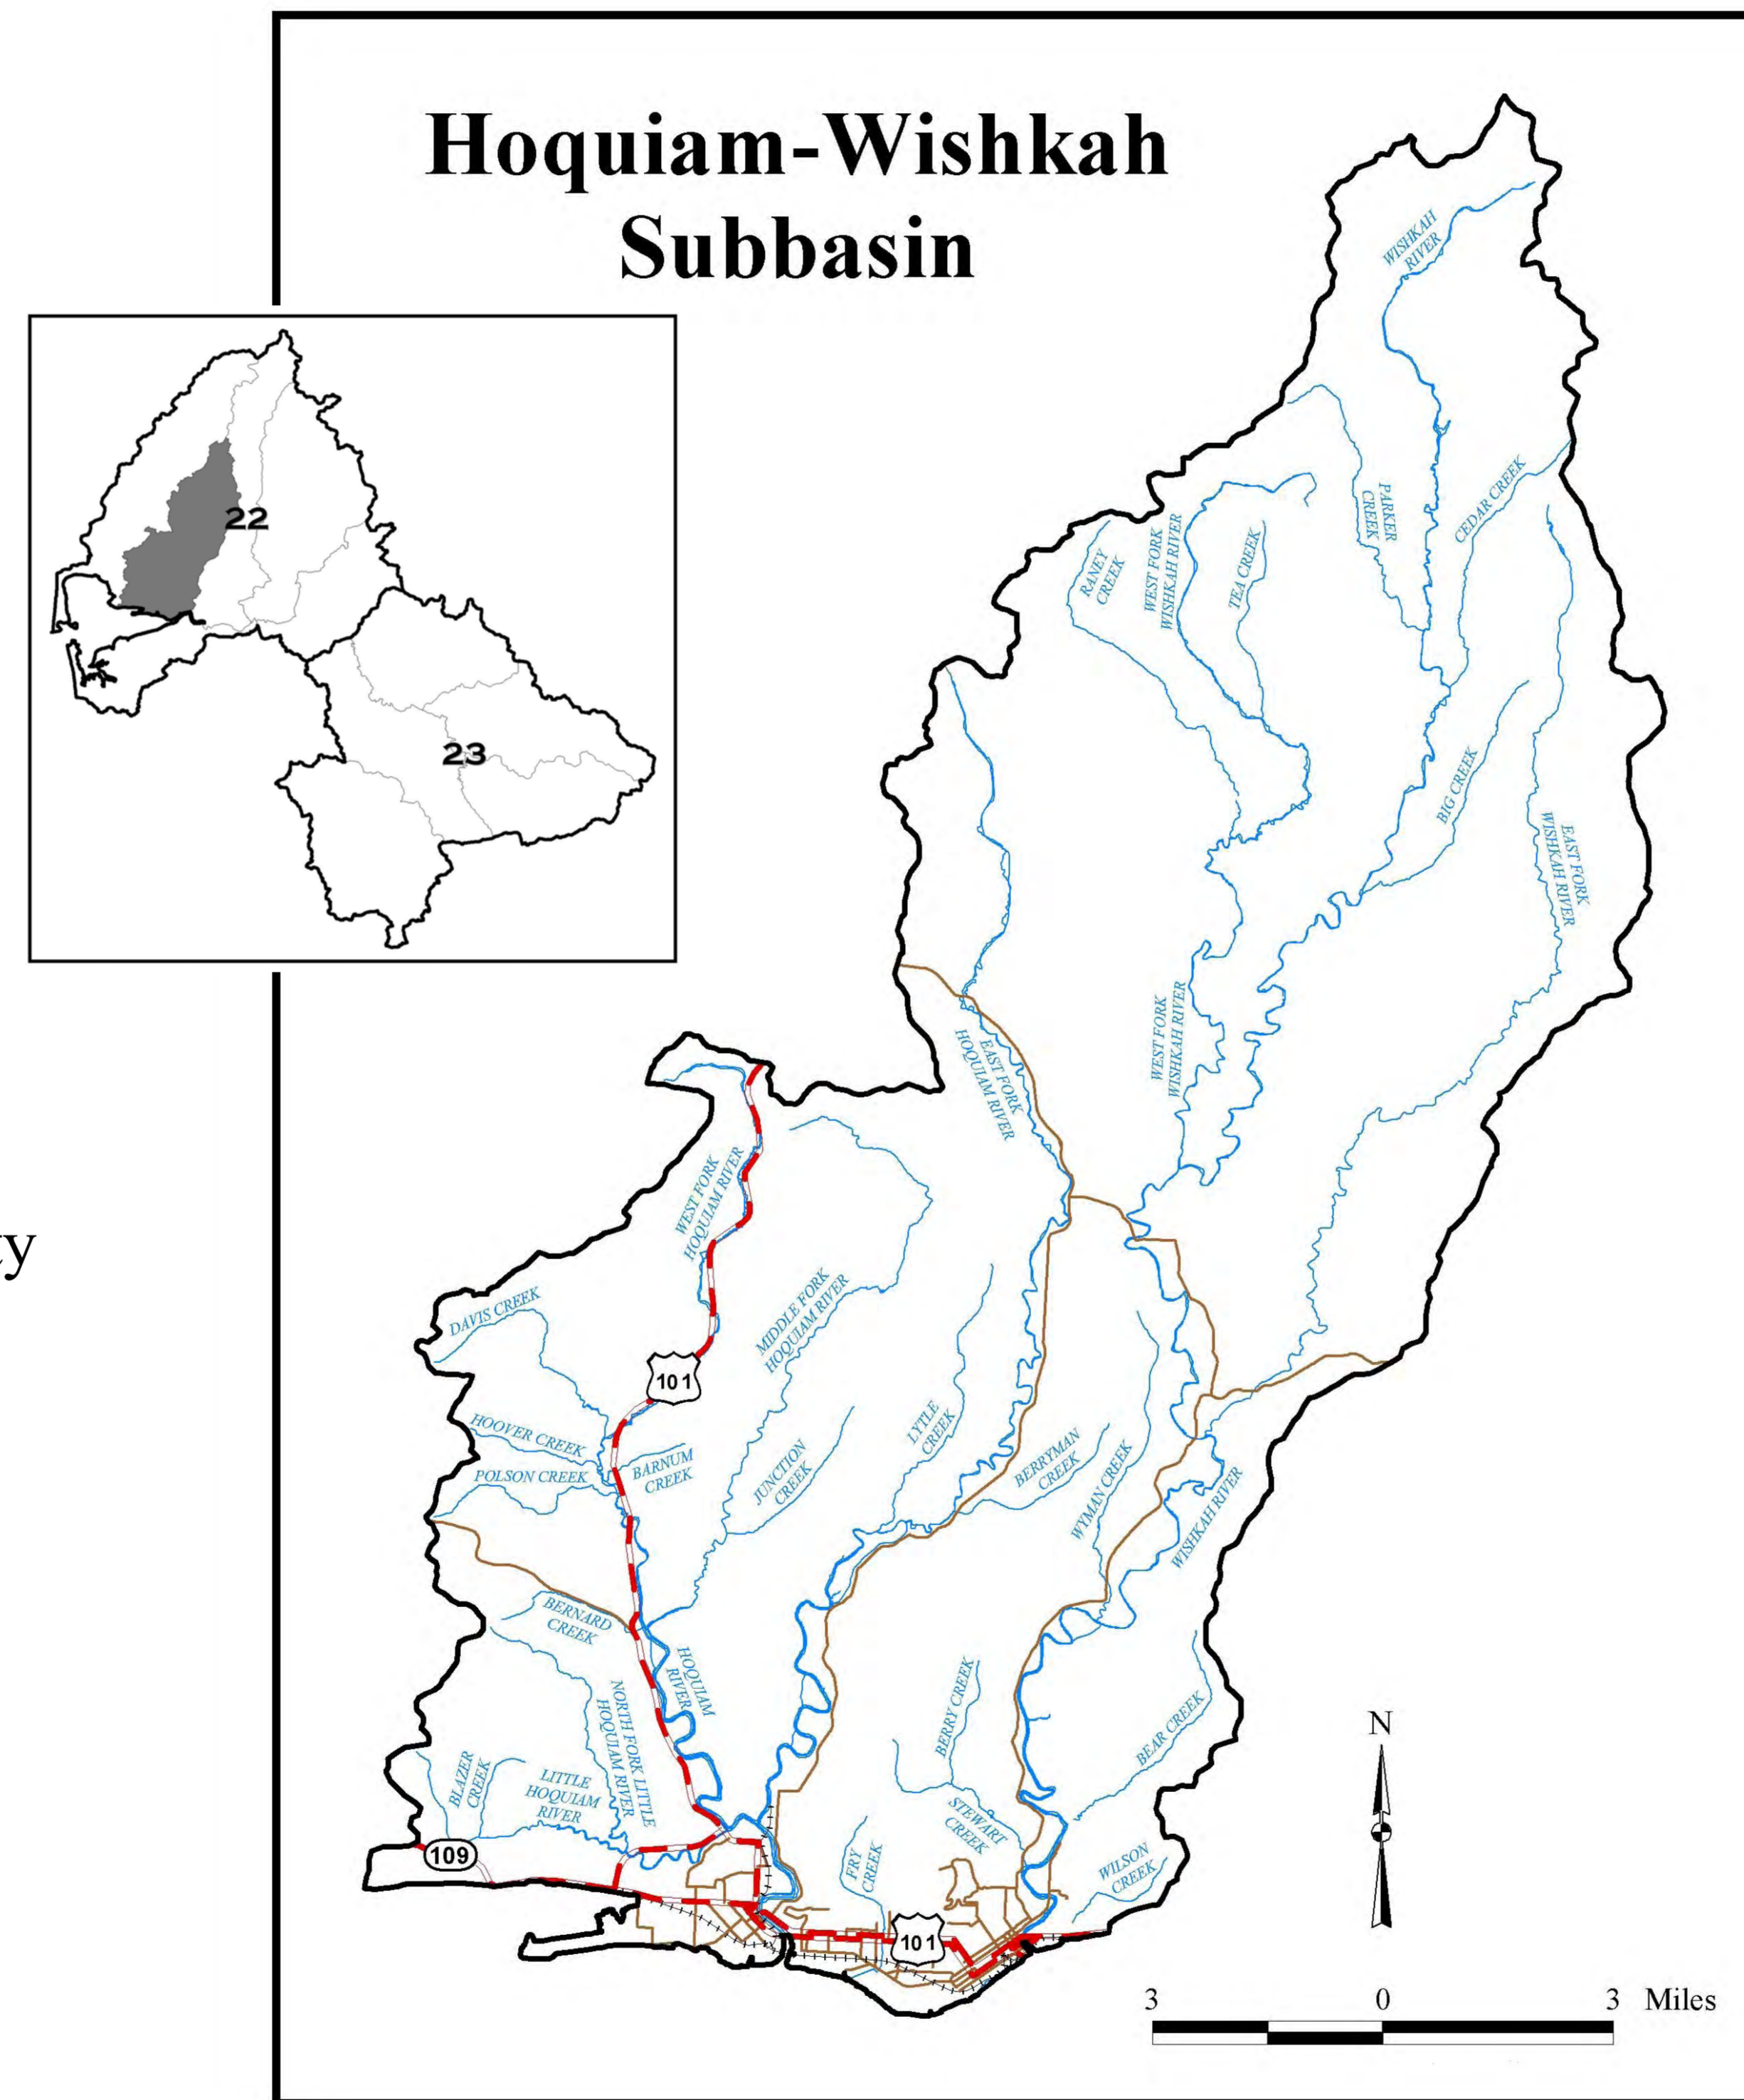 Hoquiam-Wishkah
Subbasin
22
23
ty
WISHKAH
RIVER
PARKER
CREEK
CEDAR CREEK
RANEY
CREEK
WEST FORK
WISHKAH RIVER
TEA CREEK
BIG CREEK
EAST FORK
WISHKAH RIVER
WEST FORK
WISHKAH RIVER
EAST FORK
HOQUIAM RIVER
WEST FORK
HOQUIAM RIVER
MIDDLE FORK
HOQUIAM RIVER
DAVIS CREEK
101
HOOVER CREEK
POLSON CREEK
BARNUM
CREEK
JUNCTION
CREEK
LYTLE
CREEK
BERRYMAN
CREEK
WYMAN CREEK
WISHKAH RIVER
BERNARD
CREEK
HOQUIAM
RIVER
NORTH FORK LITTLE
HOQUIAM RIVER
BERRY CREEK
BEAR CREEK
BLAZER
CREEK
LITTLE
HOQUIAM
RIVER
STEWART
CREEK
FRY
CREEK
WILSON
CREEK
109
101
N
3 0 3 Miles